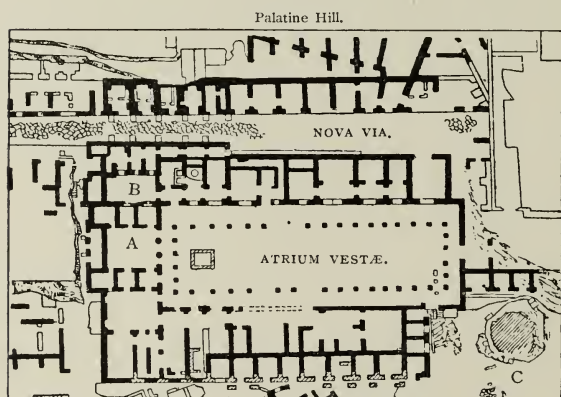 Palatine Hill.
NOVA VIA.
B
A
ATRIUM VESTÆ.
C